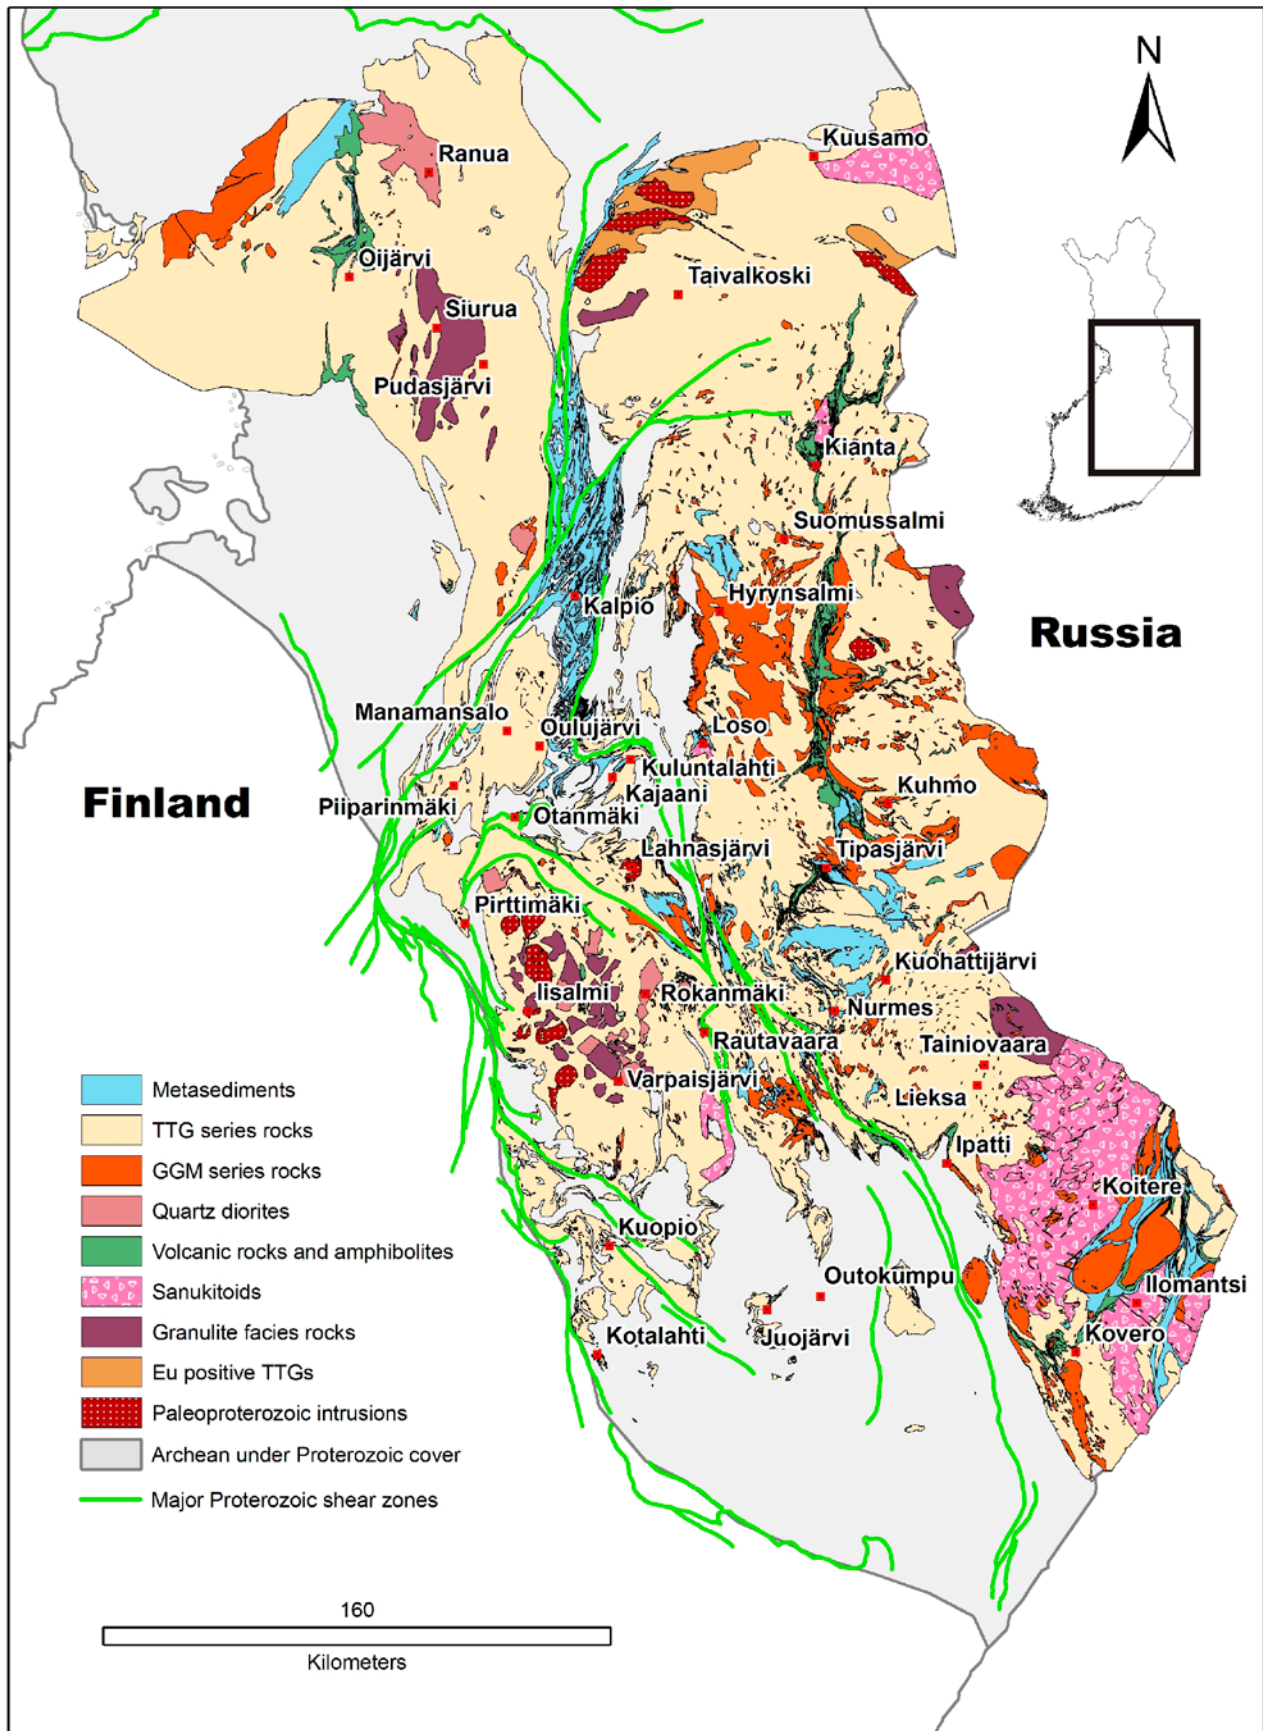 N
Kuusamo
Ranua
Oijärvi
Taivalkoski
Siurua
Pudasjärvi
Kianta
Suomussalmi
Kalpio
Hyrynsalmi
Russia
Manamansalo
Oulujärvi
Loso
Kuluntalahti
Kajaani
Kuhmo
Finland
Piiparinmäki
Otanmäki
Lahnasjärvi
Tipasjärvi
Pirttimäki
Kuohattijärvi
Iisalmi
Rokanmäki
Nurmes
Rautavaara
Tainiovaara
Varpaisjärvi
Lieksa
Ipatti
Koitere
Kuopio
Outokumpu
Ilomantsi
Kotalahti
Juojärvi
Kovero
Metasediments
TTG series rocks
GGM series rocks
Quartz diorites
Volcanic rocks and amphibolites
Sanukitoids
Granulite facies rocks
Eu positive TTGs
Paleoproterozoic intrusions
Archean under Proterozoic cover
Major Proterozoic shear zones
160
Kilometers